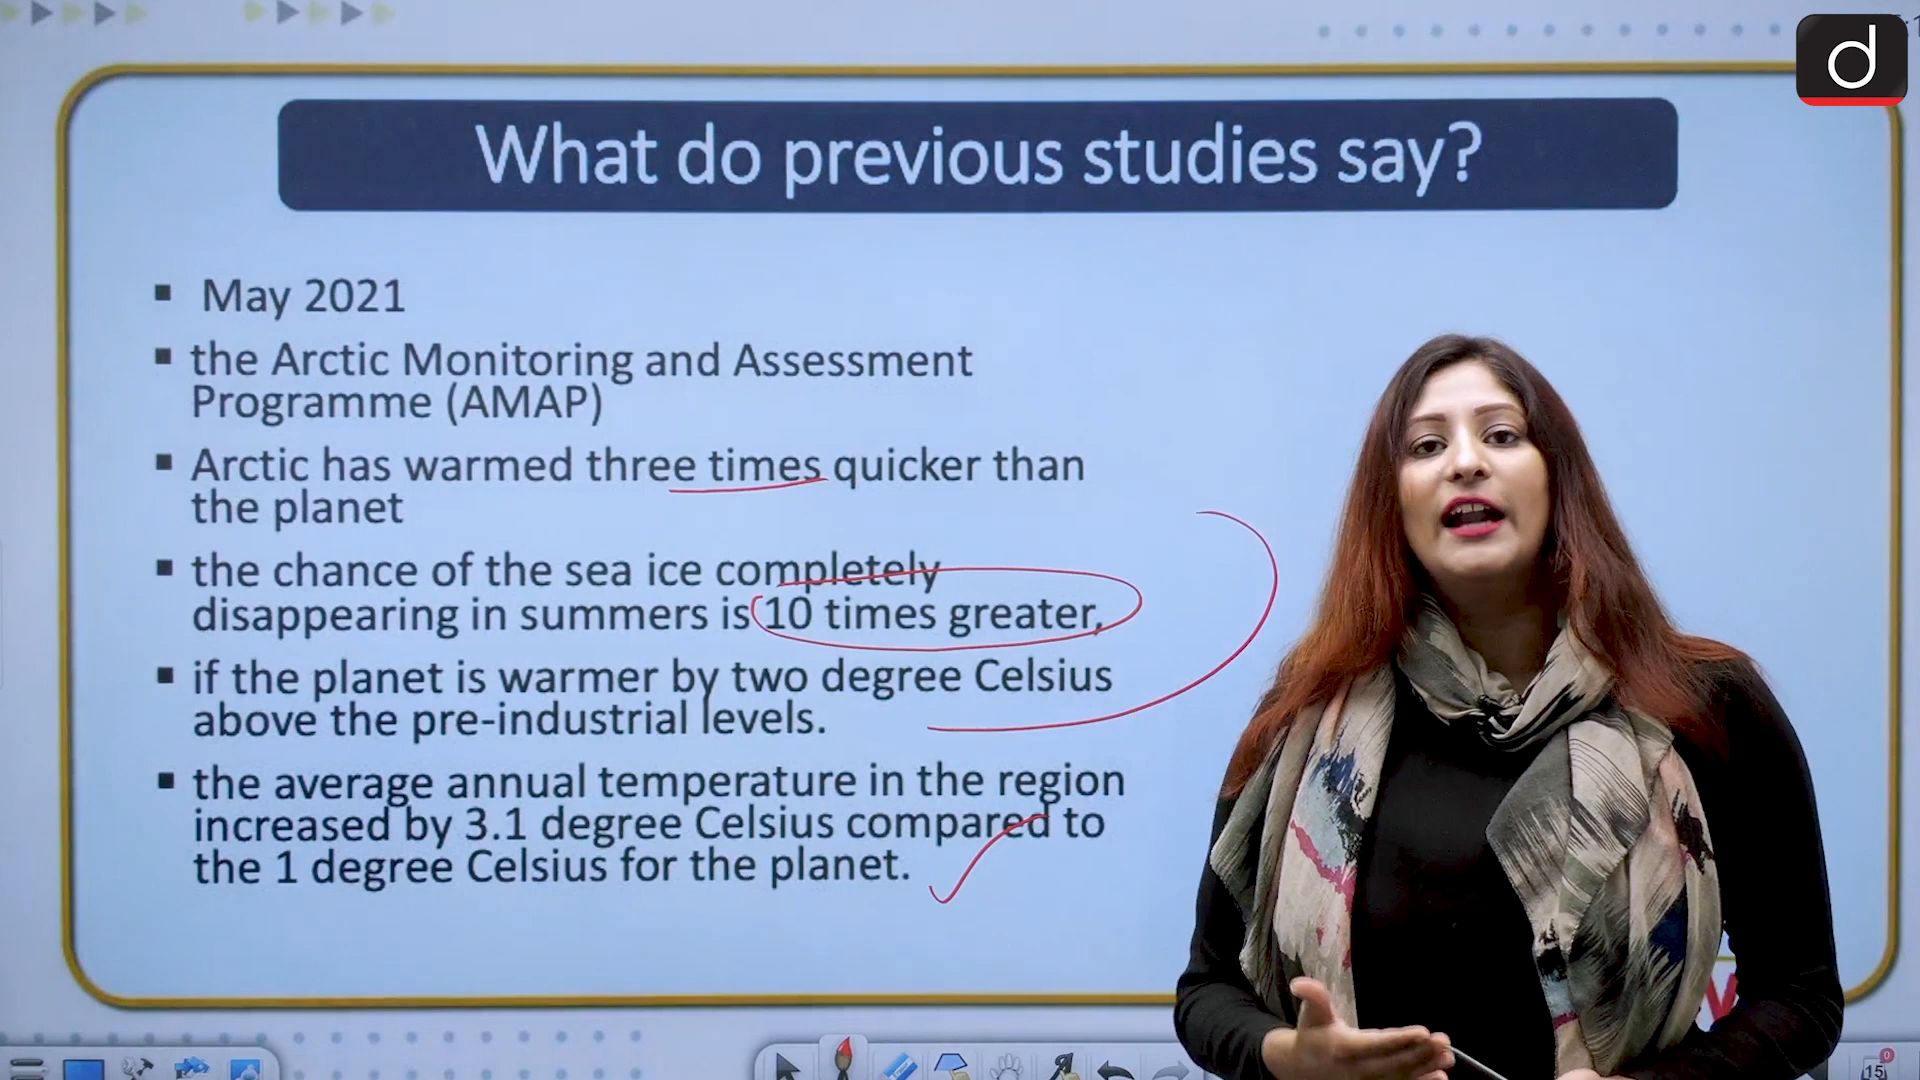 d
What do previous studies say?
May 2021
the Arctic Monitoring and Assessment
Programme (AMAP)
Arctic has warmed three times quicker than
the planet
the chance of the sea ice completely
disappearing in summers is 10 times greater,
if the planet is warmer by two degree Celsius
above the pre-industrial levels.
the average annual temperature in the region
increased by 3.1 degree Celsius compared to
the 1 degree Celsius for the planet.
0
15